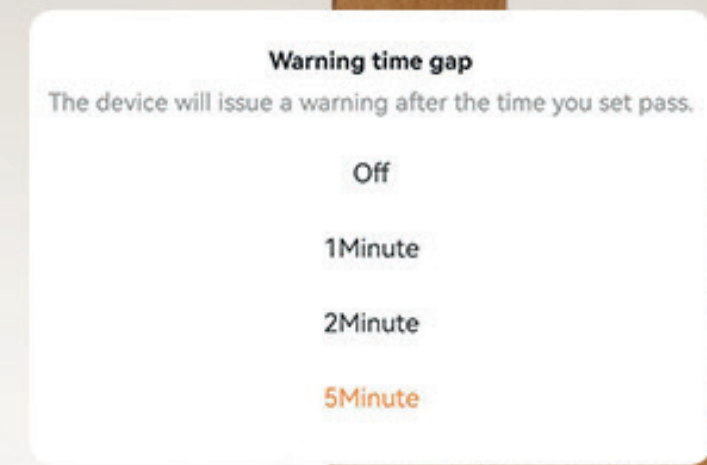 Warning time gap
The device will issue a warning after the time you set pass.
Off
1Minute
2Minute
5Minute